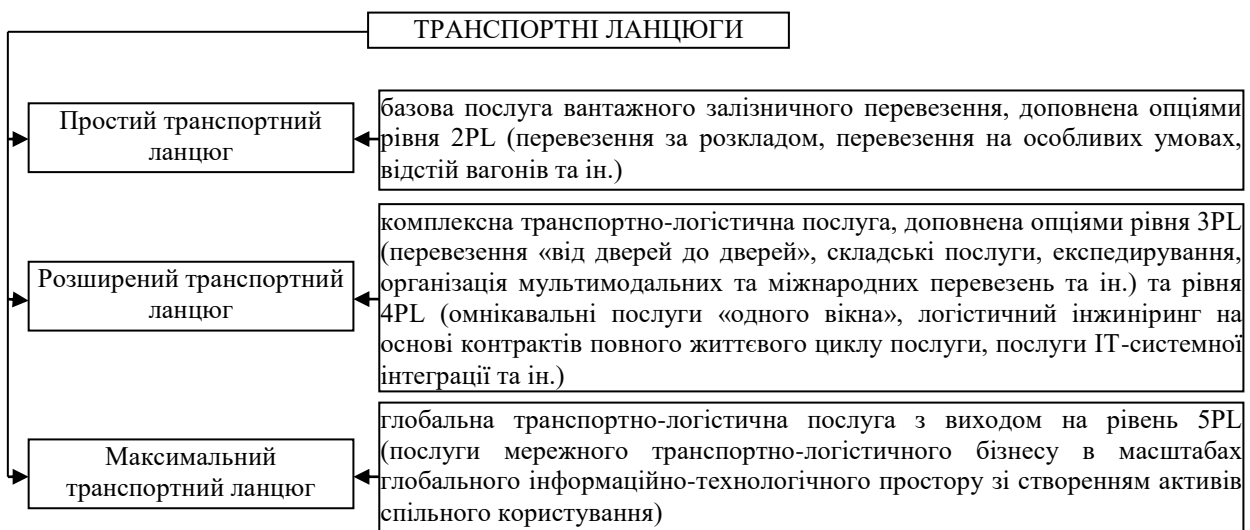 ТРАНСПОРТНІ ЛАНЦЮГИ
Простий транспортний
ланцюг
базова послуга вантажного залізничного перевезення, доповнена опціями
рівня 2PL (перевезення за розкладом, перевезення на особливих умовах,
відстій вагонів та ін.)
Розширений транспортний
ланцюг
комплексна транспортно-логістична послуга, доповнена опціями рівня 3PL
(перевезення «від дверей до дверей», складські послуги, експедирування,
організація мультимодальних та міжнародних перевезень та ін.) та рівня
4PL (омнікавальні послуги «одного вікна», логістичний інжиніринг на
основі контрактів повного життєвого циклу послуги, послуги ІТ-системної
інтеграції та ін.)
Максимальний
транспортний ланцюг
глобальна транспортно-логістична послуга з виходом на рівень 5PL
(послуги мережного транспортно-логістичного бізнесу в масштабах
глобального інформаційно-технологічного простору зі створенням активів
спільного користування)